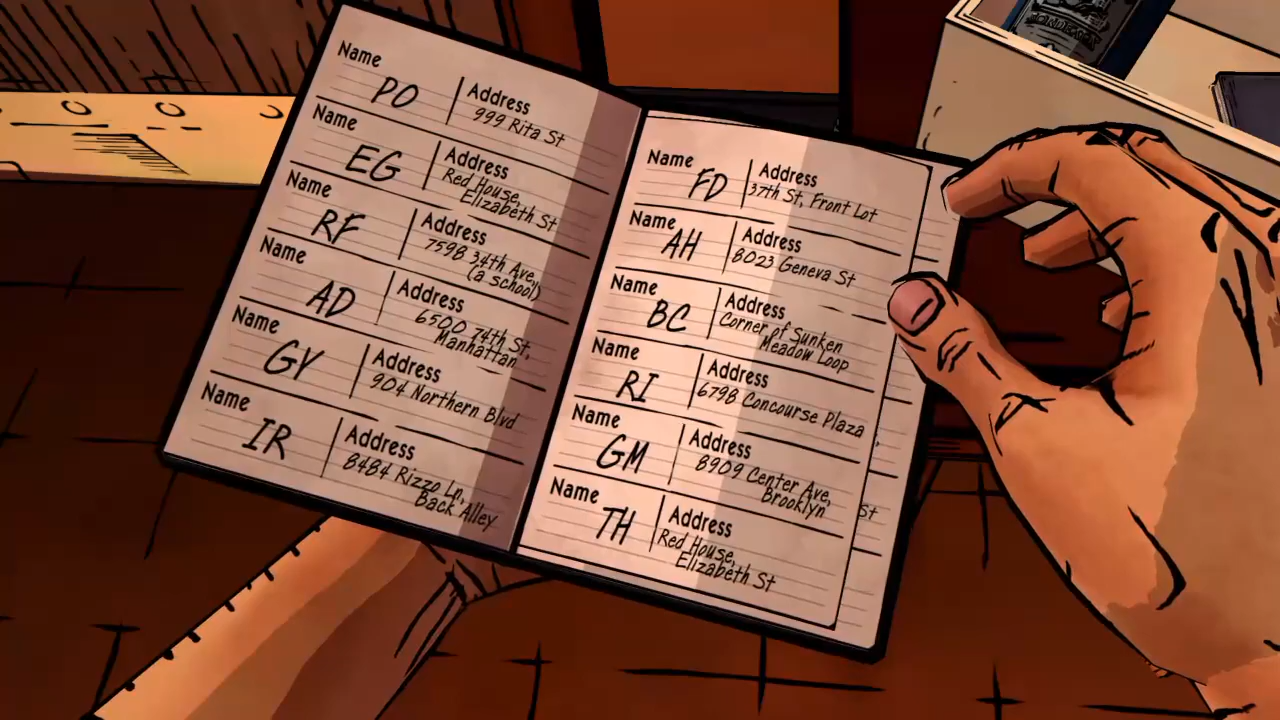 Name
PO
Address
999 Rita St
Name
EG
Address
Red House,
Elizabeth St
Name
RF
Address
7598 34th Ave,
(a school)
Name
AD
Address
6500 74th St,
Manhattan
Name
GY
Address
904 Northern Blvd
Name
IR
Address
8484 Rizzo Ln,
Back Alley
Name
FD
Address
37th St, Front Lot
Name
AH
Address
8023 Geneva St
Name
BC
Address
Corner of Sunken
Meadow Loop
Name
RI
Address
6798 Concourse Plaza
Name
GM
Address
8909 Center Ave,
Brooklyn
St
Name
TH
Address
Red House,
Elizabeth St